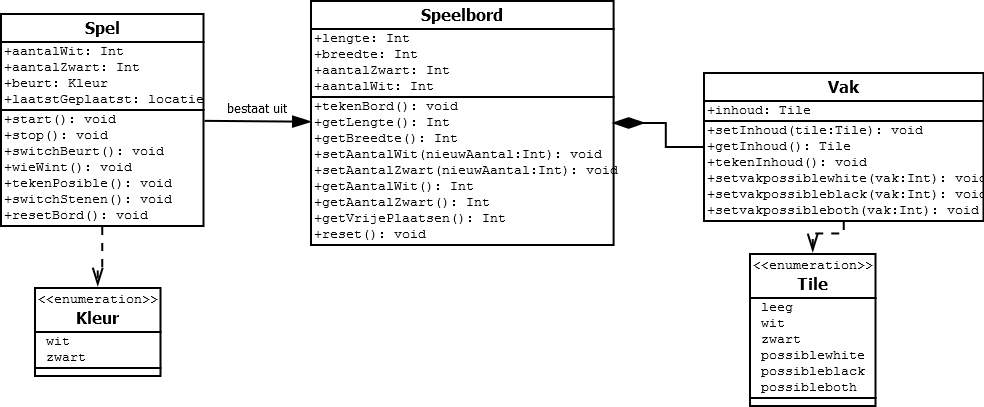 Spel
+aantalWit: Int
+aantalZwart: Int
+beurt: Kleur
+laatstGeplaatst: locatie
+start(): void
+stop(): void
+switchBeurt(): void
+wieWint(): void
+tekenPosible(): void
+switchStenen(): void
+resetBord(): void
bestaat uit
Speelbord
+lengte: Int
+breedte: Int
+aantalZwart: Int
+aantalWit: Int
+tekenBord(): void
+getLengte(): Int
+getBreedte(): Int
+setAantalWit(nieuwAantal:Int): void
+setAantalZwart(nieuwAantal:Int): void
+getAantalWit(): Int
+getAantalZwart(): Int
+getVrijePlaatsen(): Int
+reset(): void
Vak
+inhoud: Tile
+setInhoud(tile:Tile): void
+getInhoud(): Tile
+tekenInhoud(): void
+setvakpossiblewhite(vak:Int): void
+setvakpossibleblack(vak:Int): void
+setvakpossibleboth(vak:Int): void
<<enumeration>>
Kleur
wit
zwart
<<enumeration>>
Tile
leeg
wit
zwart
possiblewhite
possibleblack
possibleboth